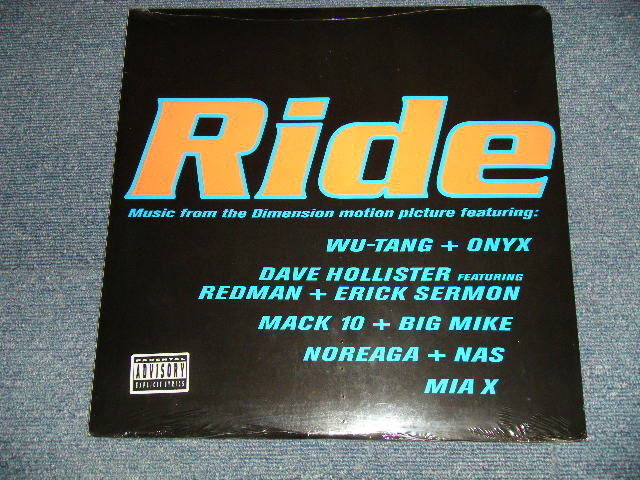 Ride
Music from the Dimension motion picture featuring:
WU-TANG + ONYX
DAVE HOLLISTER FEATURING
REDMAN + ERICK SERMON
MACK 10 + BIG MIKE
NOREAGA + NAS
MIA X
PARENTAL
ADVISORY
EXPLICIT LYRICS